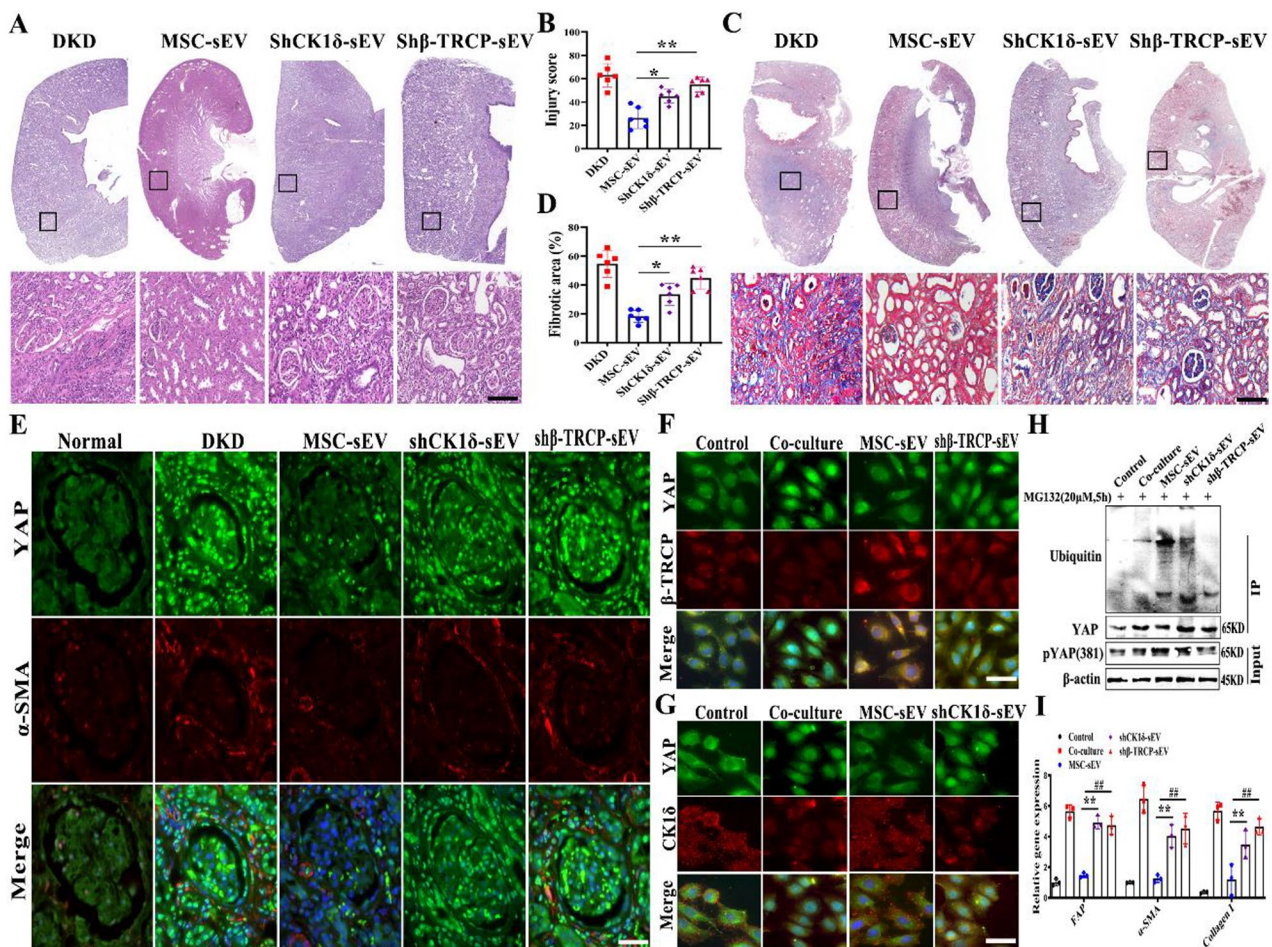 A
DKD MSC-sEV ShCK1δ-sEV Shβ-TRCP-sEV
B
Injury score
100
80
60
40
20
0
**
*
DKD
MSC-sEV
ShCK1δ-sEV
Shβ-TRCP-sEV
C
DKD MSC-sEV ShCK1δ-sEV Shβ-TRCP-sEV
D
Fibrotic area (%)
80
60
40
20
0
**
*
DKD
MSC-sEV
ShCK1δ-sEV
Shβ-TRCP-sEV
E
Normal DKD MSC-sEV shCK1δ-sEV shβ-TRCP-sEV
YAP
α-SMA
Merge
F
Control Co-culture MSC-sEV shβ-TRCP-sEV
YAP
β-TRCP
Merge
G
Control Co-culture MSC-sEV shCK1δ-sEV
YAP
CK1δ
Merge
H
Control
Co-culture
MSC-sEV
shCK1δ-sEV
shβ-TRCP-sEV
MG132(20μM,5h) + + + + +
Ubiquitin
YAP 65KD
IP
pYAP(381) 65KD
β-actin 45KD
Input
I
Control shCK1δ-sEV
Co-culture shβ-TRCP-sEV
MSC-sEV
Relative gene expression
8
6
4
2
0
## ## ##
** ** **
FAP
α-SMA
Collagen I